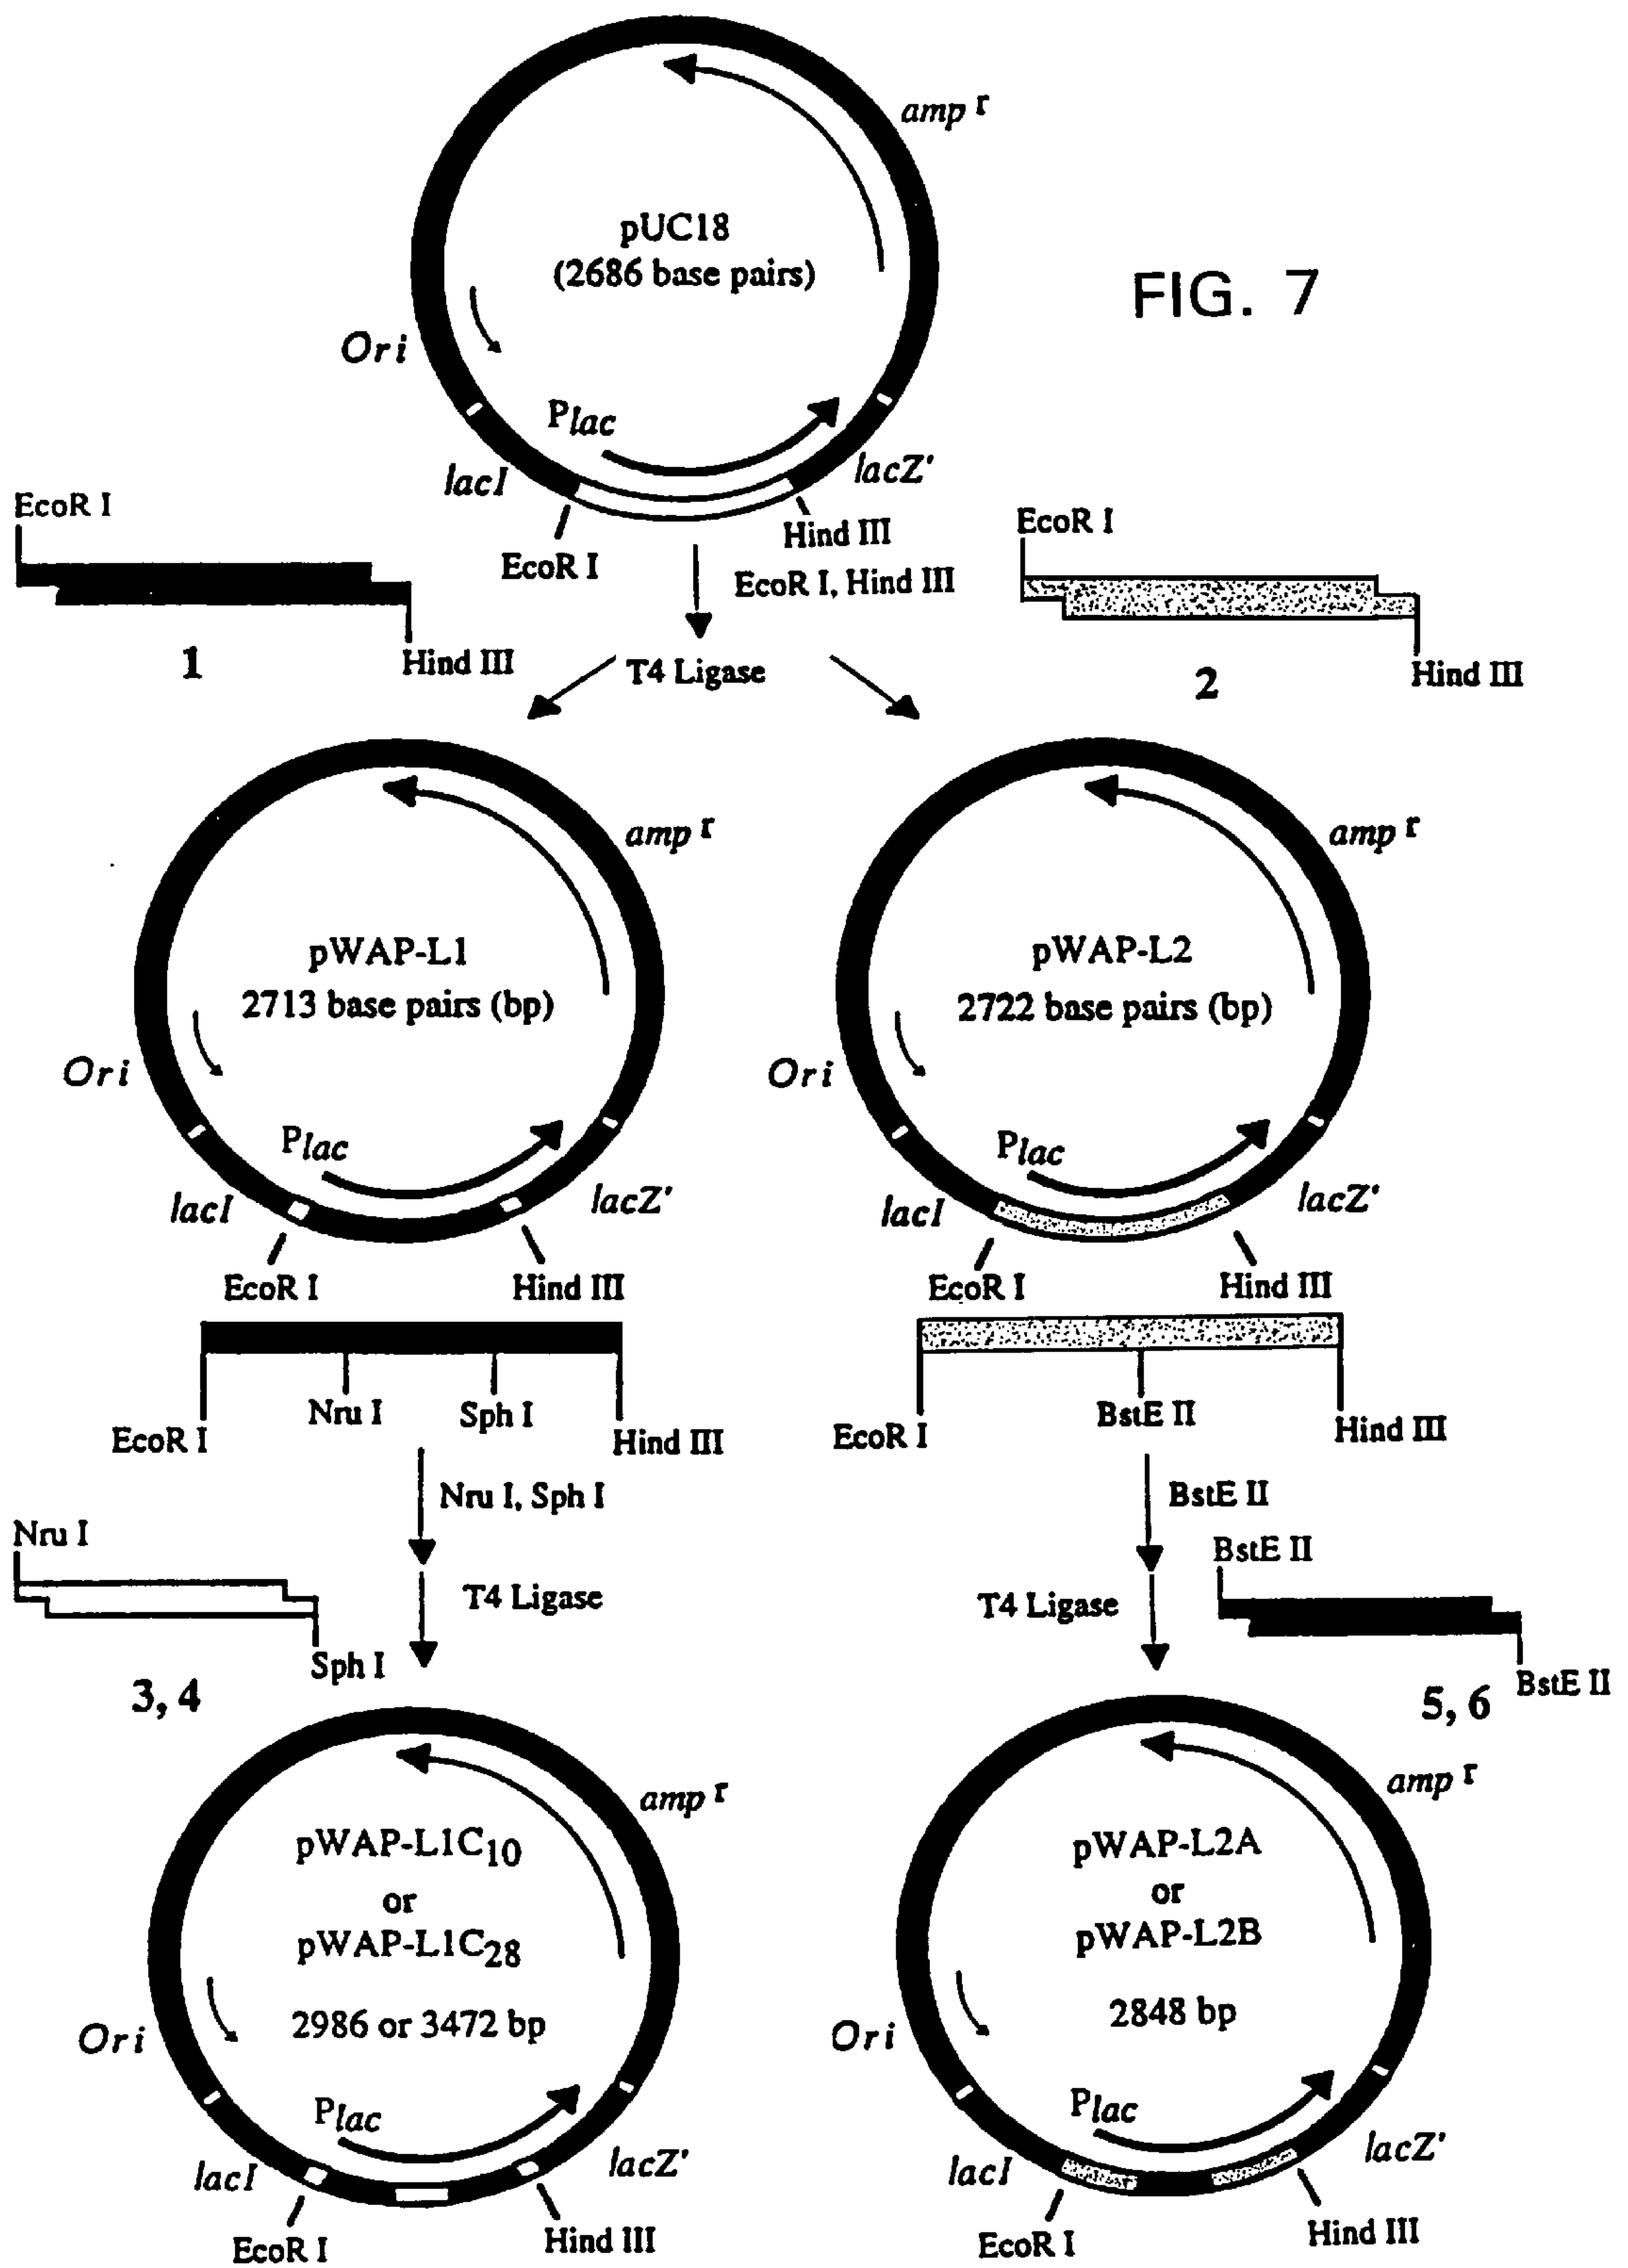 amp r
pUC18
(2686 base pairs)
FIG. 7
Ori
Plac
lacI
lacZ'
EcoR I
Hind III
EcoR I
EcoR I
EcoR I, Hind III
1
Hind III
T4 Ligase
2
Hind III
amp r
amp r
pWAP-L1
2713 base pairs (bp)
pWAP-L2
2722 base pairs (bp)
Ori
Ori
Plac
Plac
lacI
lacZ'
lacI
lacZ'
EcoR I
Hind III
EcoR I
Hind III
Nru I
Sph I
EcoR I
Hind III
BstE II
EcoR I
Hind III
Nru I, Sph I
BstE II
Nru I
BstE II
T4 Ligase
T4 Ligase
Sph I
3, 4
BstE II
5, 6
amp r
amp r
pWAP-L1C10
or
pWAP-L1C28
2986 or 3472 bp
pWAP-L2A
or
pWAP-L2B
2848 bp
Ori
Ori
Plac
Plac
lacI
lacZ'
lacI
lacZ'
EcoR I
Hind III
EcoR I
Hind III